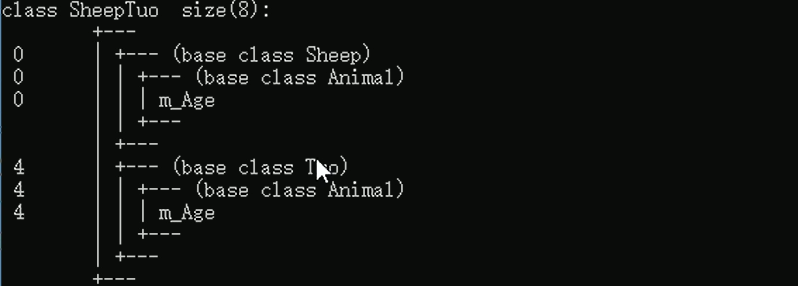 class SheepTuo  size(8):
        +---
 0      | +--- (base class Sheep)
 0      | | +--- (base class Animal)
 0      | | | m_Age
        | | +---
        | +---
 4      | +--- (base class Tuo)
 4      | | +--- (base class Animal)
 4      | | | m_Age
        | | +---
        | +---
        +---